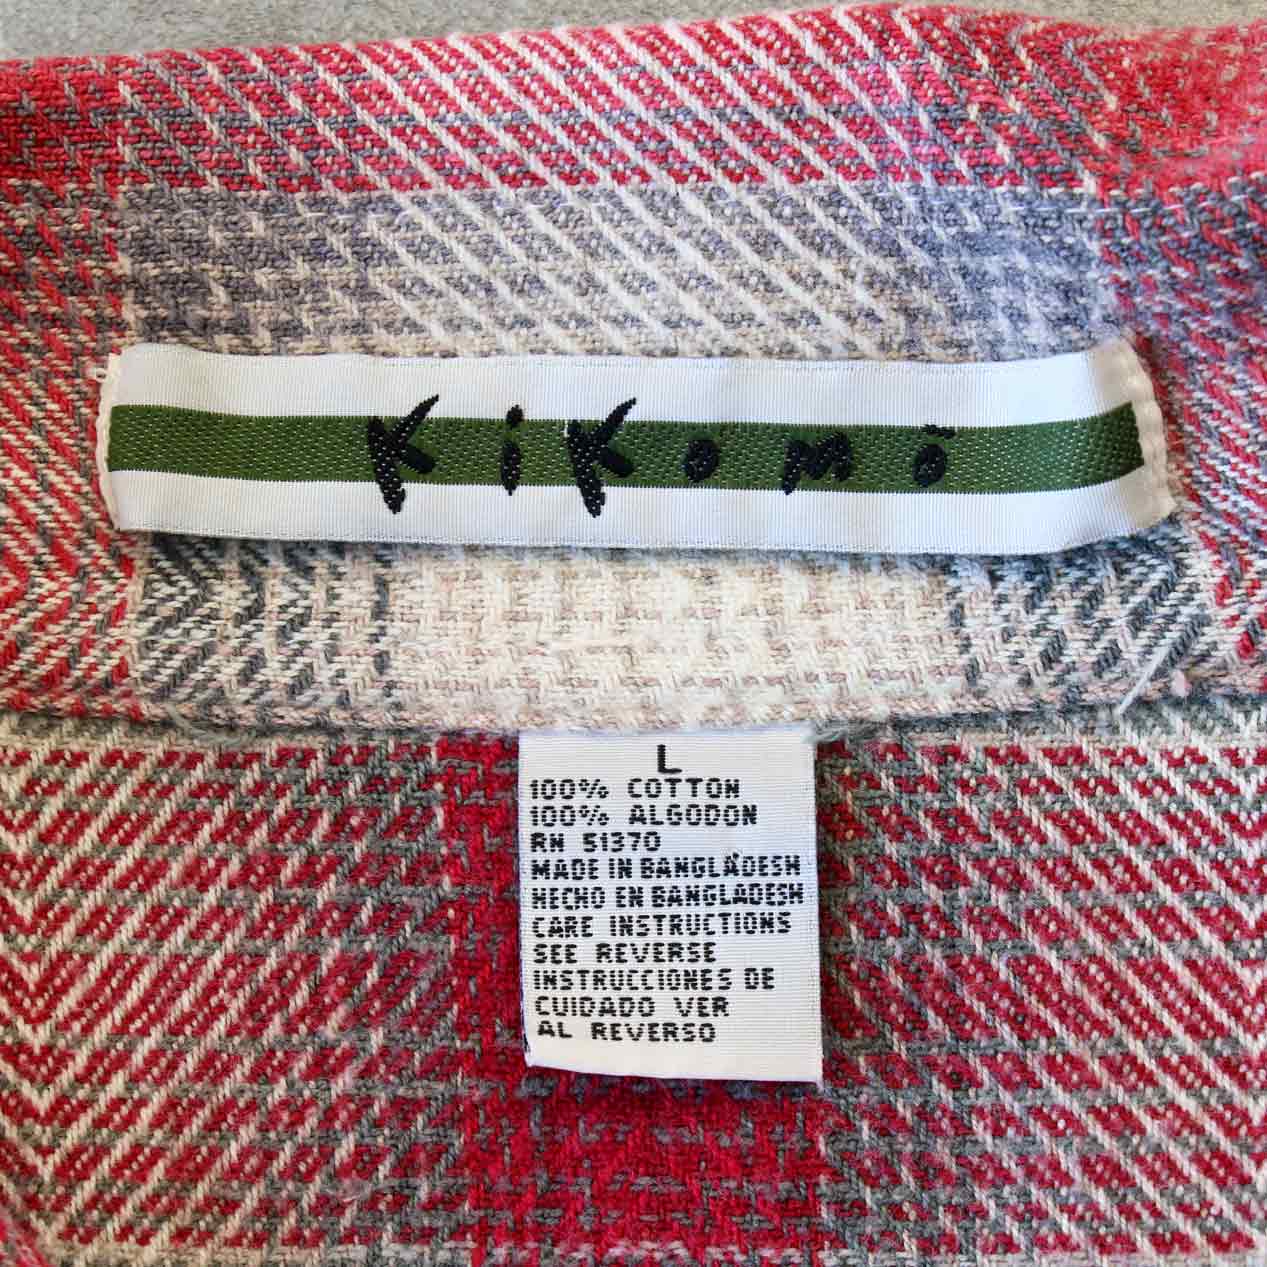 KiKomō
L
100% COTTON
100% ALGODON
RN 51370
MADE IN BANGLADESH
HECHO EN BANGLADESH
CARE INSTRUCTIONS
SEE REVERSE
INSTRUCCIONES DE
CUIDADO VER
AL REVERSO